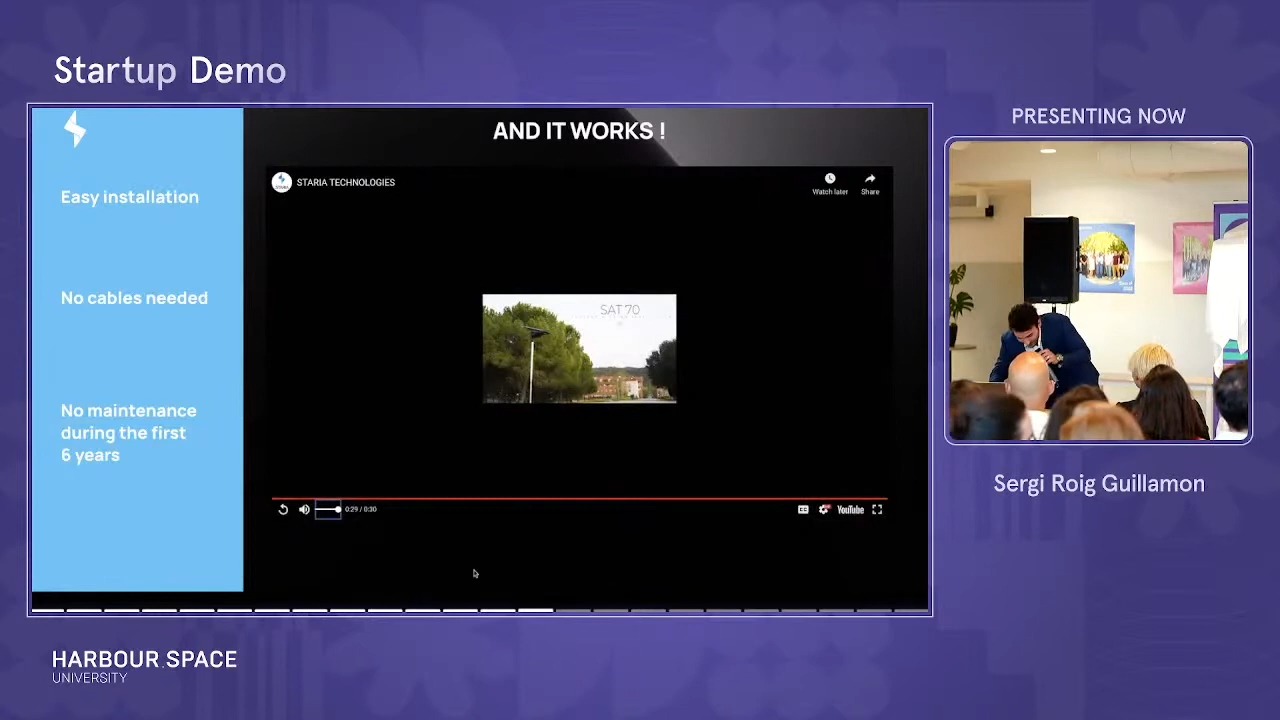 Startup Demo
AND IT WORKS !
Easy installation
No cables needed
No maintenance
during the first
6 years
STARIA TECHNOLOGIES
Watch later
Share
SAT 70
0:29 / 0:30
CC
YouTube
PRESENTING NOW
Sergi Roig Guillamon
HARBOUR.SPACE
UNIVERSITY